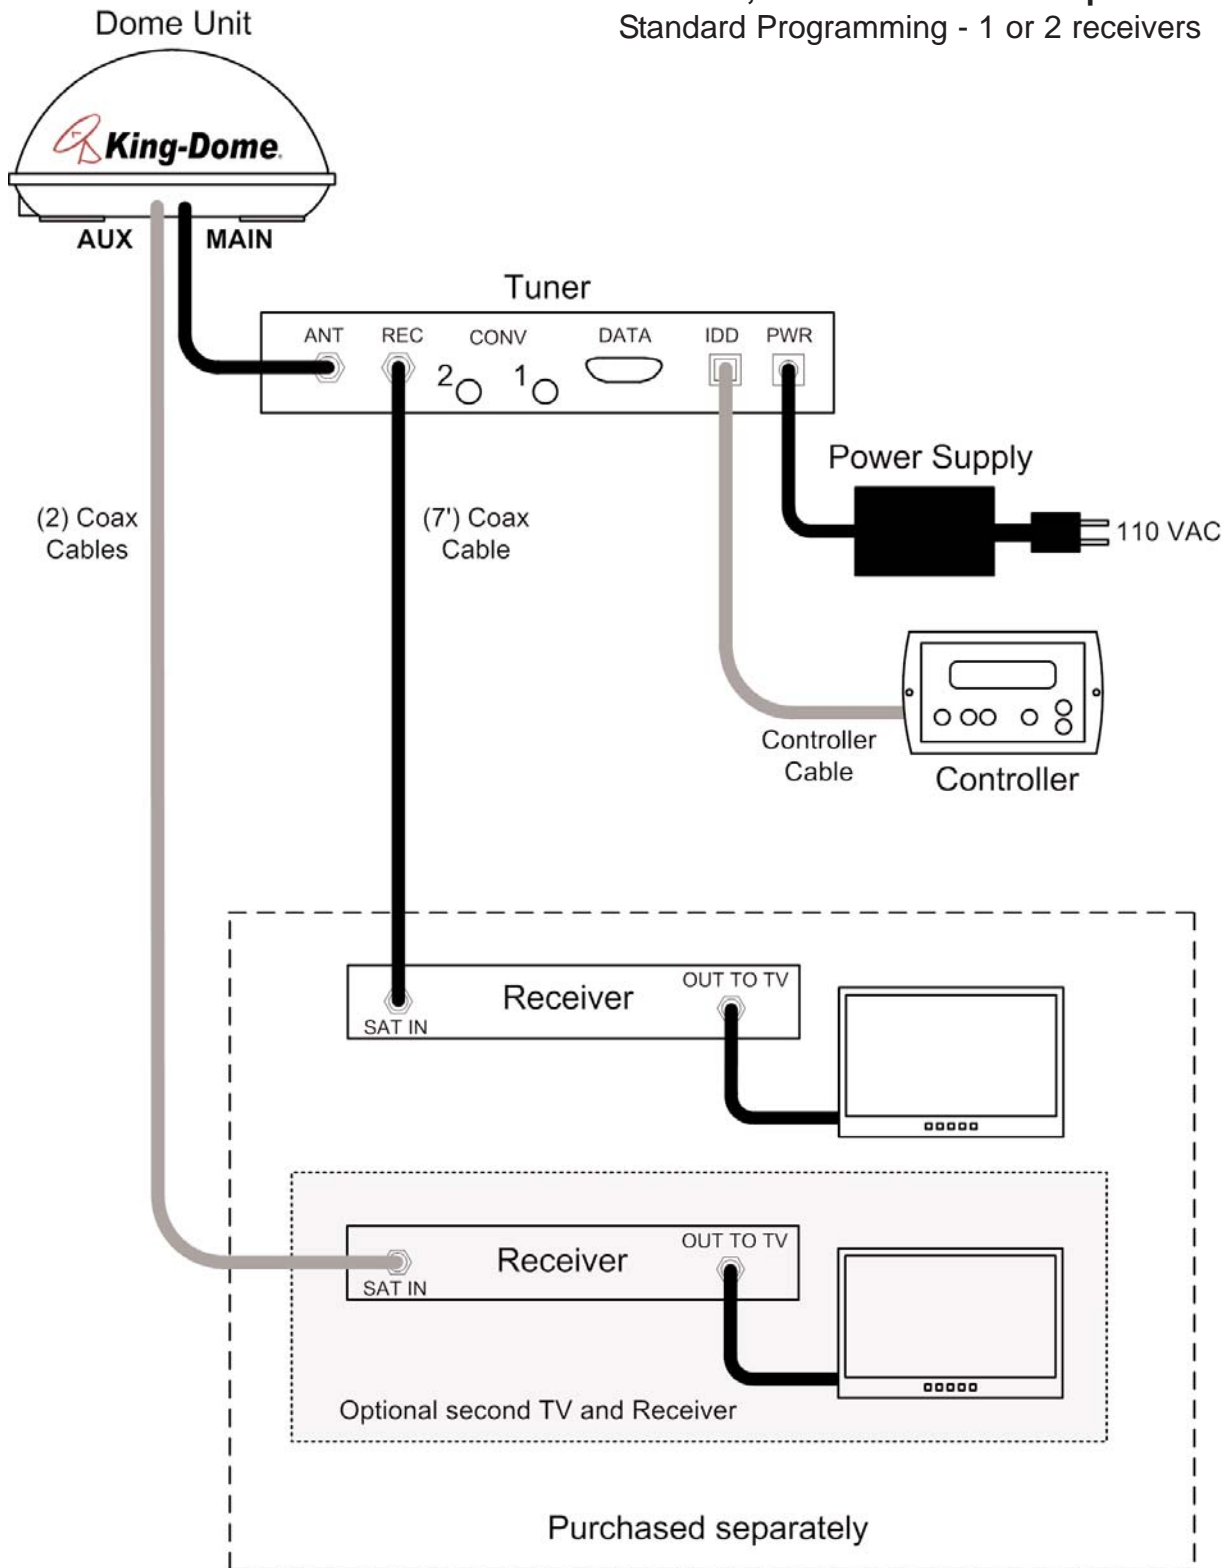 Dome Unit
Standard Programming - 1 or 2 receivers
King-Dome.
AUX
MAIN
Tuner
ANT
REC
CONV
DATA
IDD
PWR
2
1
Power Supply
110 VAC
(2) Coax
Cables
(7') Coax
Cable
Controller
Cable
Controller
Receiver
OUT TO TV
SAT IN
Receiver
OUT TO TV
SAT IN
Optional second TV and Receiver
Purchased separately